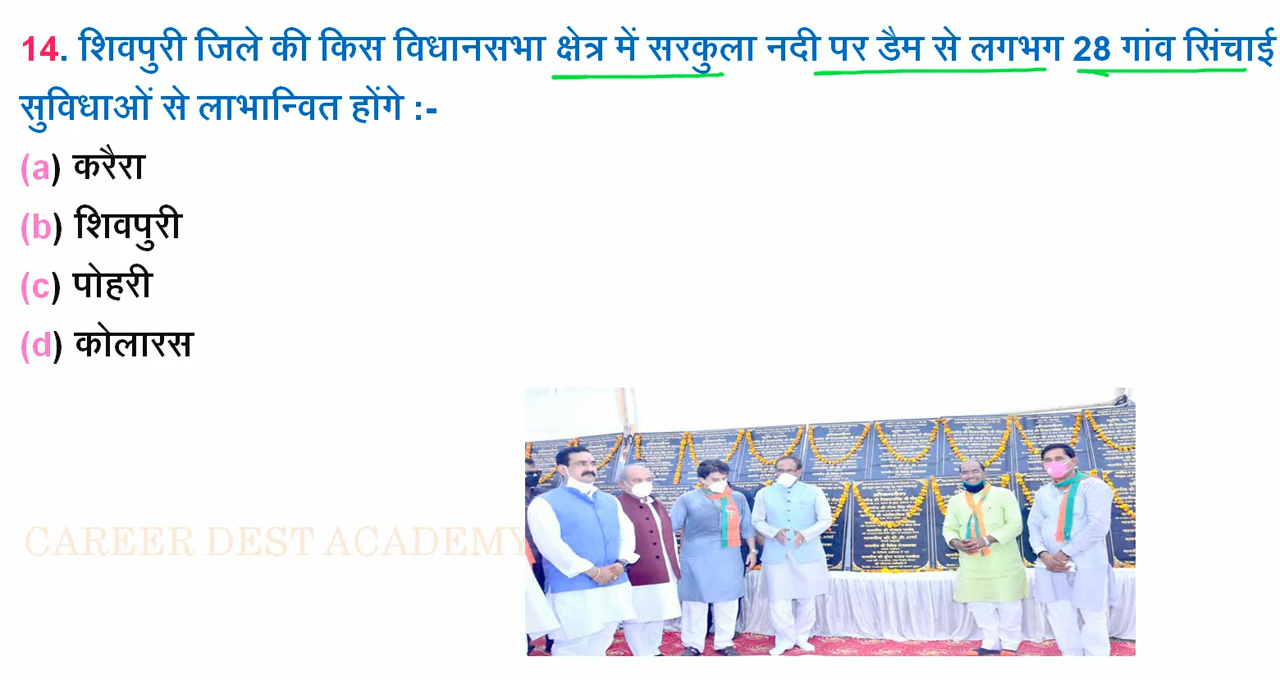 14. शिवपुरी जिले की किस विधानसभा क्षेत्र में सरकुला नदी पर डैम से लगभग 28 गांव सिंचाई
सुविधाओं से लाभान्वित होंगे :-
(a) करैरा
(b) शिवपुरी
(c) पोहरी
(d) कोलारस
CAREER DEST ACADEMY